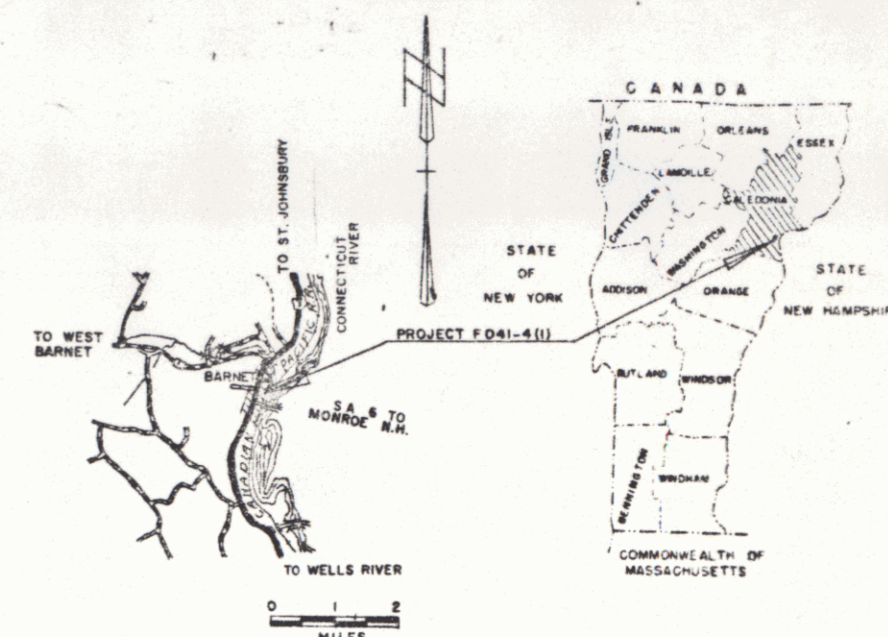 CANADA
GRAND ISLE
FRANKLIN
ORLEANS
ESSEX
LAMOILLE
CALEDONIA
CHITTENDEN
WASHINGTON
ADDISON
ORANGE
RUTLAND
WINDSOR
BENNINGTON
WINDHAM
STATE
OF
NEW YORK
STATE
OF
NEW HAMPSHIR
COMMONWEALTH OF
MASSACHUSETTS
N
TO ST. JOHNSBURY
CONNECTICUT
RIVER
TO WEST
BARNET
BARNET
CANADIAN PACIFIC R.R.
PROJECT F 041-4(1)
S A 6 TO
MONROE N.H.
TO WELLS RIVER
0 1 2
MILES